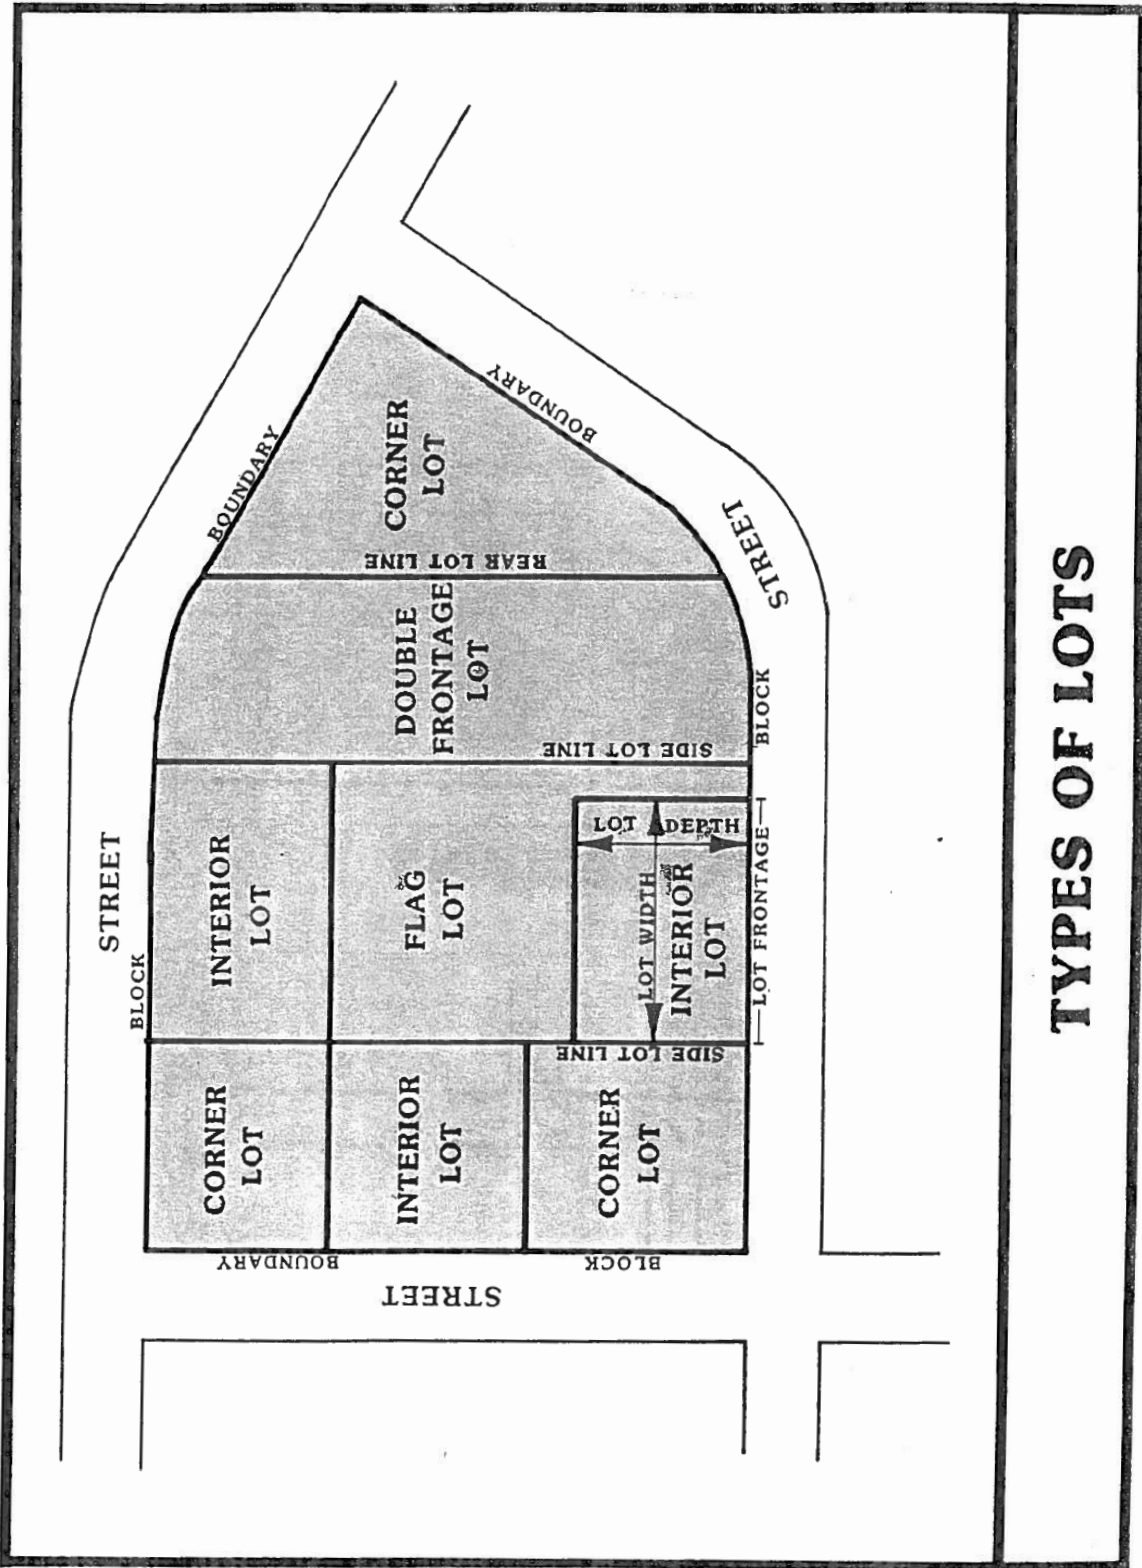 STREET
BLOCK
BOUNDARY
CORNER
LOT
INTERIOR
LOT
DOUBLE
FRONTAGE
LOT
REAR LOT LINE
CORNER
LOT
BOUNDARY
BOUNDARY
STREET
INTERIOR
LOT
FLAG
LOT
SIDE LOT LINE
STREET
BLOCK
CORNER
LOT
SIDE LOT LINE
LOT WIDTH
LOT DEPTH
INTERIOR
LOT
LOT FRONTAGE
BLOCK
TYPES OF LOTS